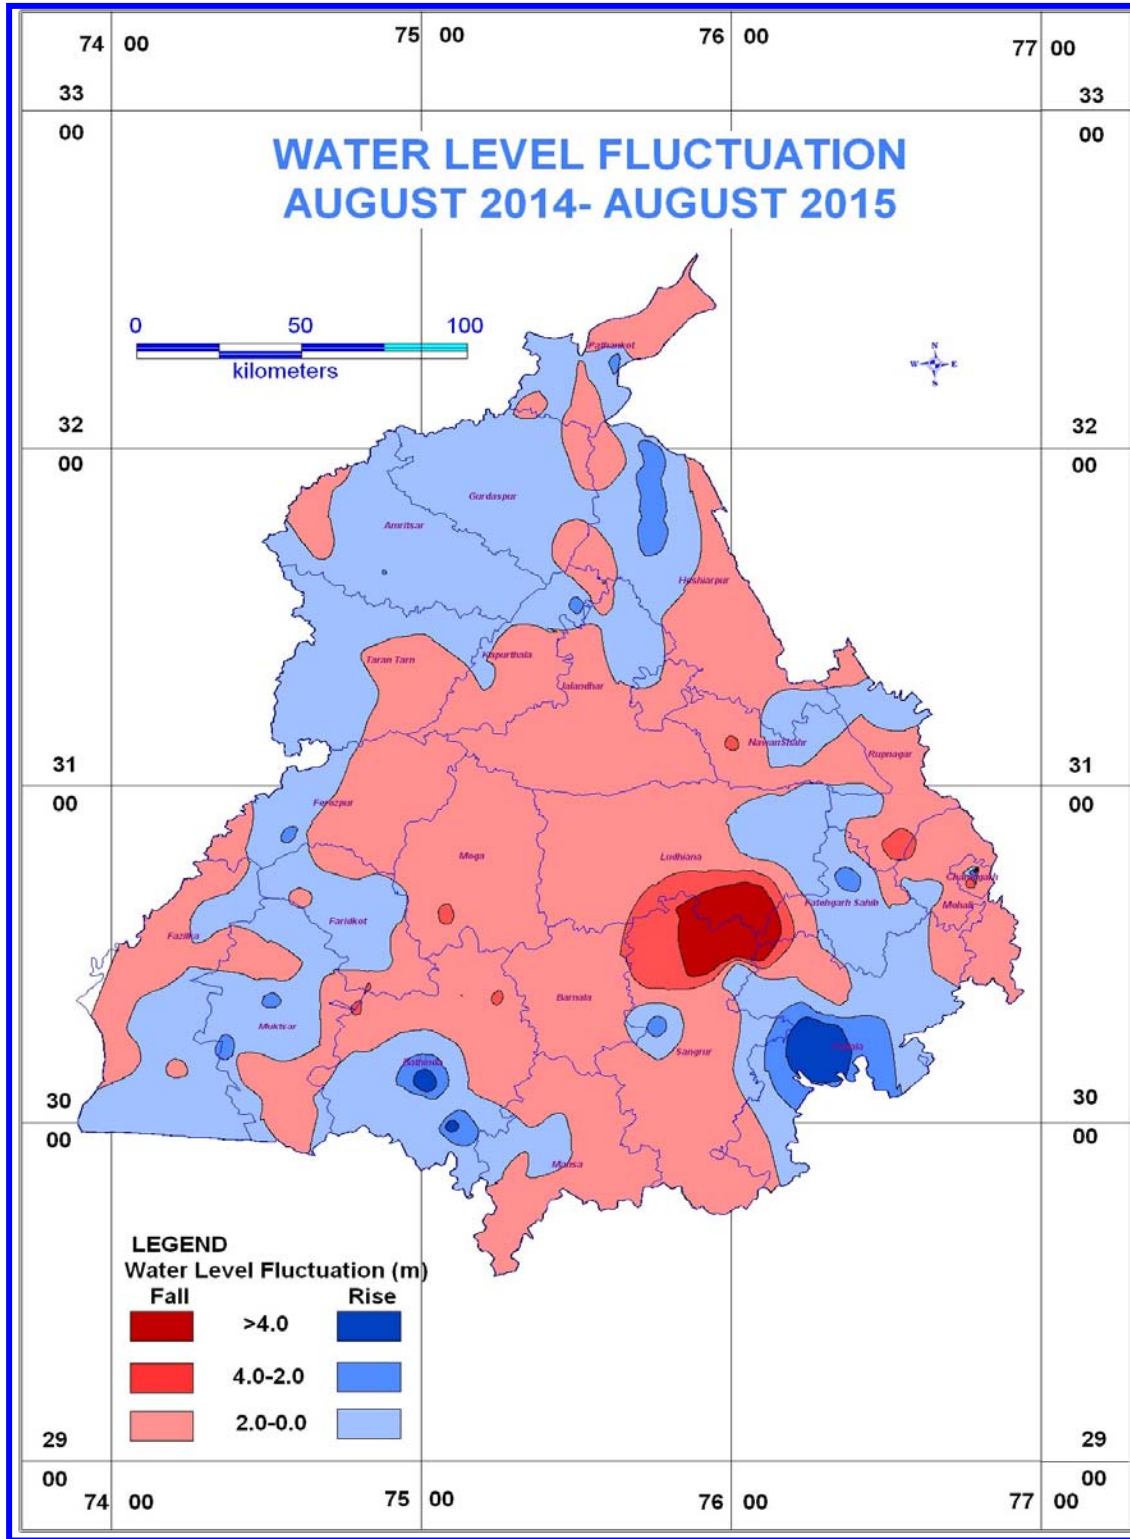 74 00 75 00 76 00 77 00
33 00 33 00
WATER LEVEL FLUCTUATION
AUGUST 2014- AUGUST 2015
0 50 100
kilometers
N
W E
S
Pathankot
32 00 32 00
Gurdaspur
Amritsar
Hoshiarpur
Taran Tarn
Kapurthala
Jalandhar
NawanShahr
Rupnagar
31 00 31 00
Ferozpur
Moga
Ludhiana
Chandigarh
Fatehgarh Sahib
Mohali
Faridkot
Fazilka
Barnala
Muktsar
Patiala
Sangrur
Bathinda
30 00 30 00
Mansa
LEGEND
Water Level Fluctuation (m)
Fall Rise
>4.0
4.0-2.0
2.0-0.0
29 00 29 00
74 00 75 00 76 00 77 00